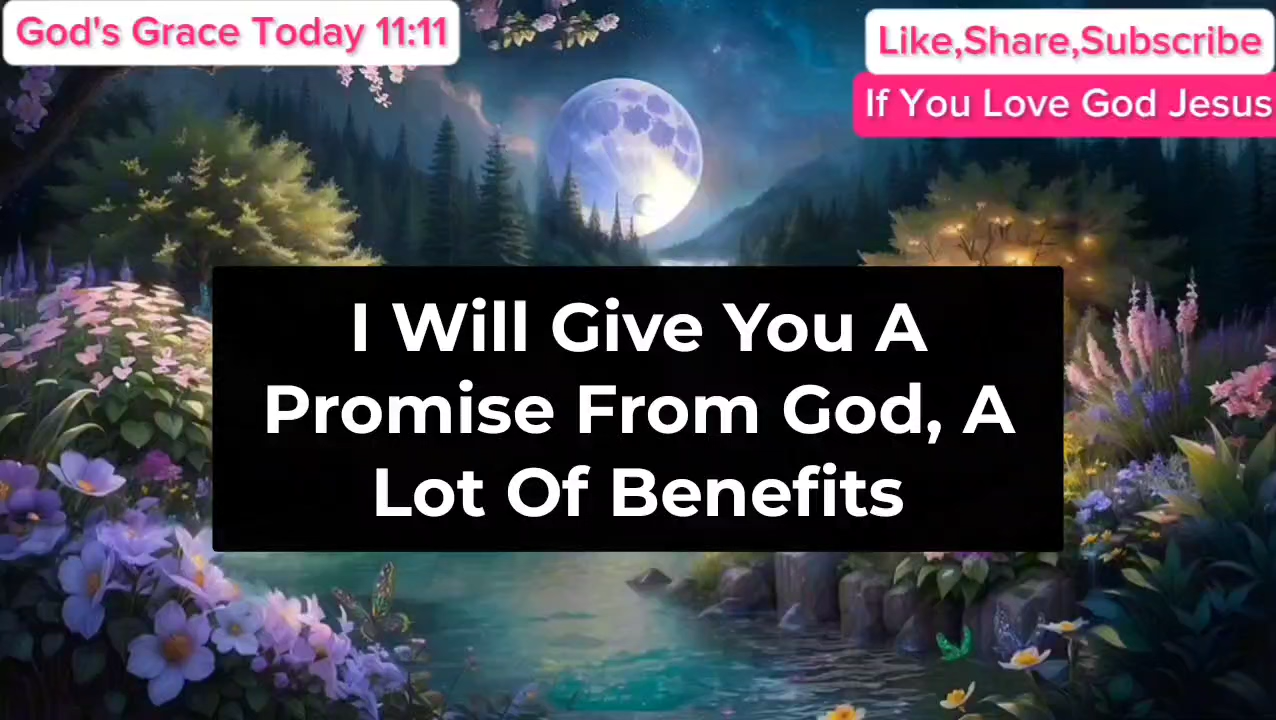 God's Grace Today 11:11
Like,Share,Subscribe
If You Love God Jesus
I Will Give You A
Promise From God, A
Lot Of Benefits